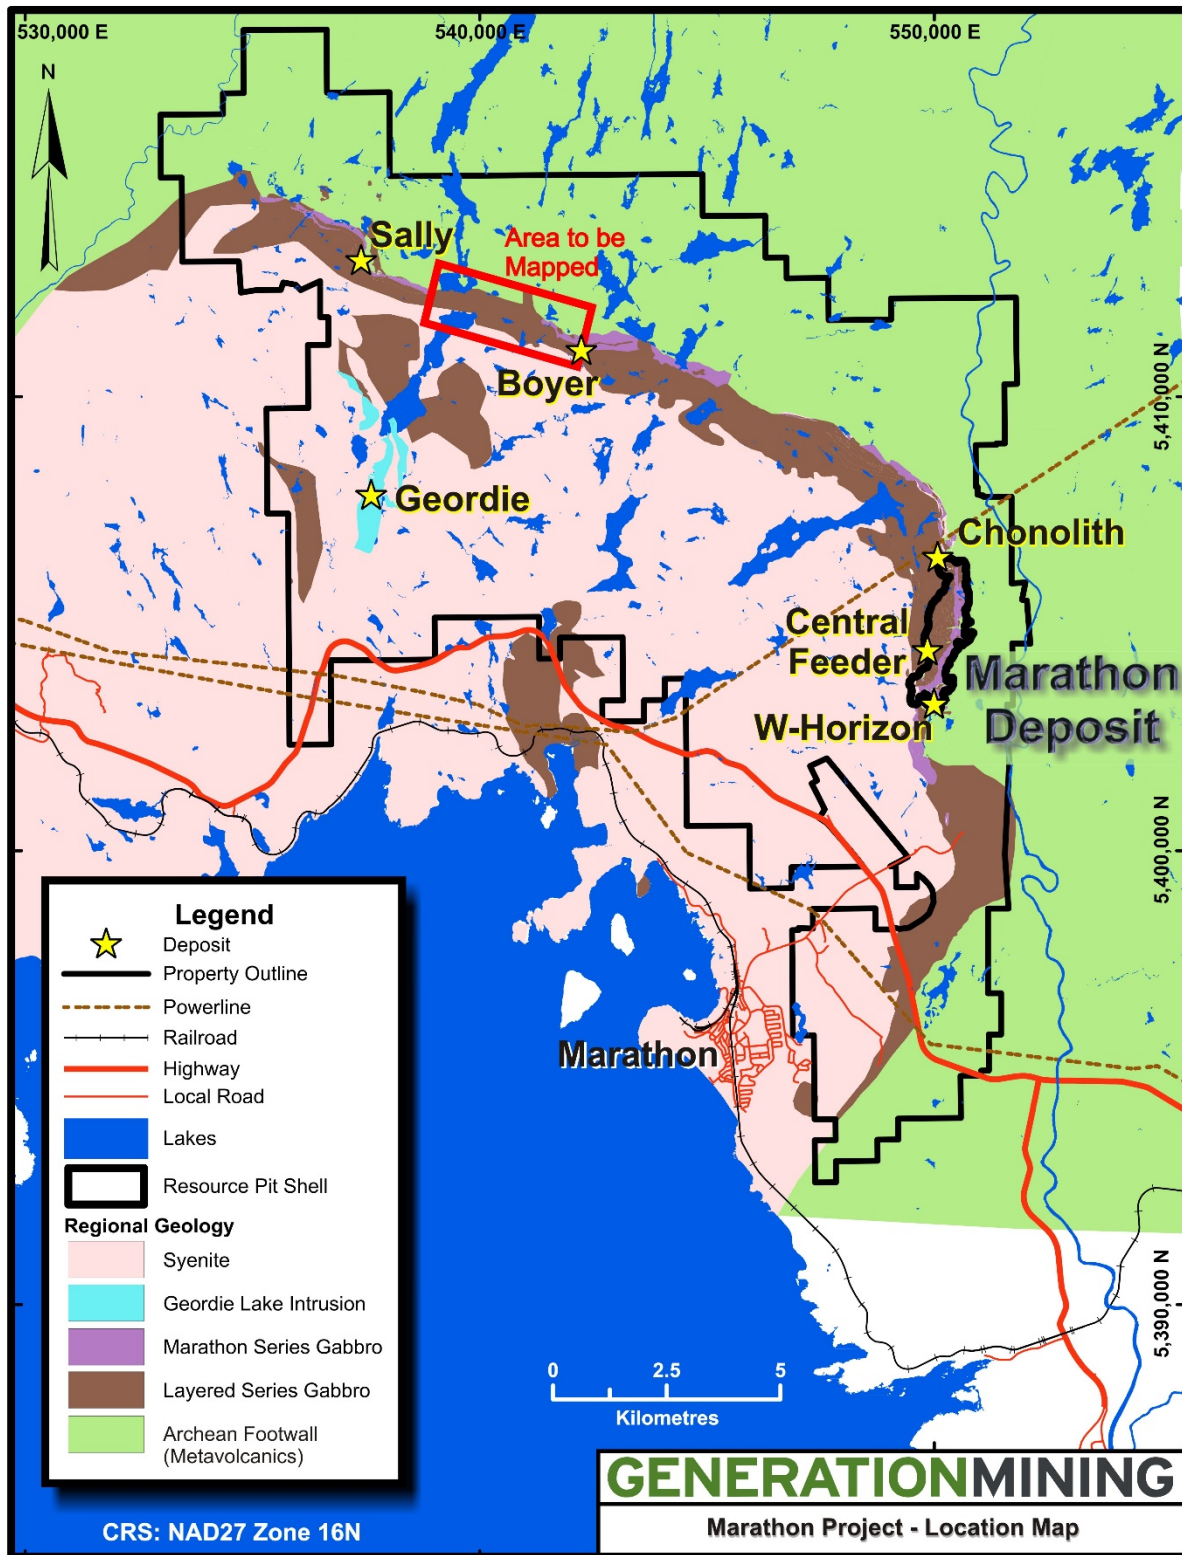 530,000 E
540,000 E
550,000 E
N
Sally
Area to be
Mapped
Boyer
5,410,000 N
Geordie
Chonolith
Central
Feeder
Marathon
Deposit
W-Horizon
5,400,000 N
Marathon
5,390,000 N
Legend
Deposit
Property Outline
Powerline
Railroad
Highway
Local Road
Lakes
Resource Pit Shell
Regional Geology
Syenite
Geordie Lake Intrusion
Marathon Series Gabbro
Layered Series Gabbro
Archean Footwall
(Metavolcanics)
0 2.5 5
Kilometres
CRS: NAD27 Zone 16N
GENERATIONMINING
Marathon Project - Location Map